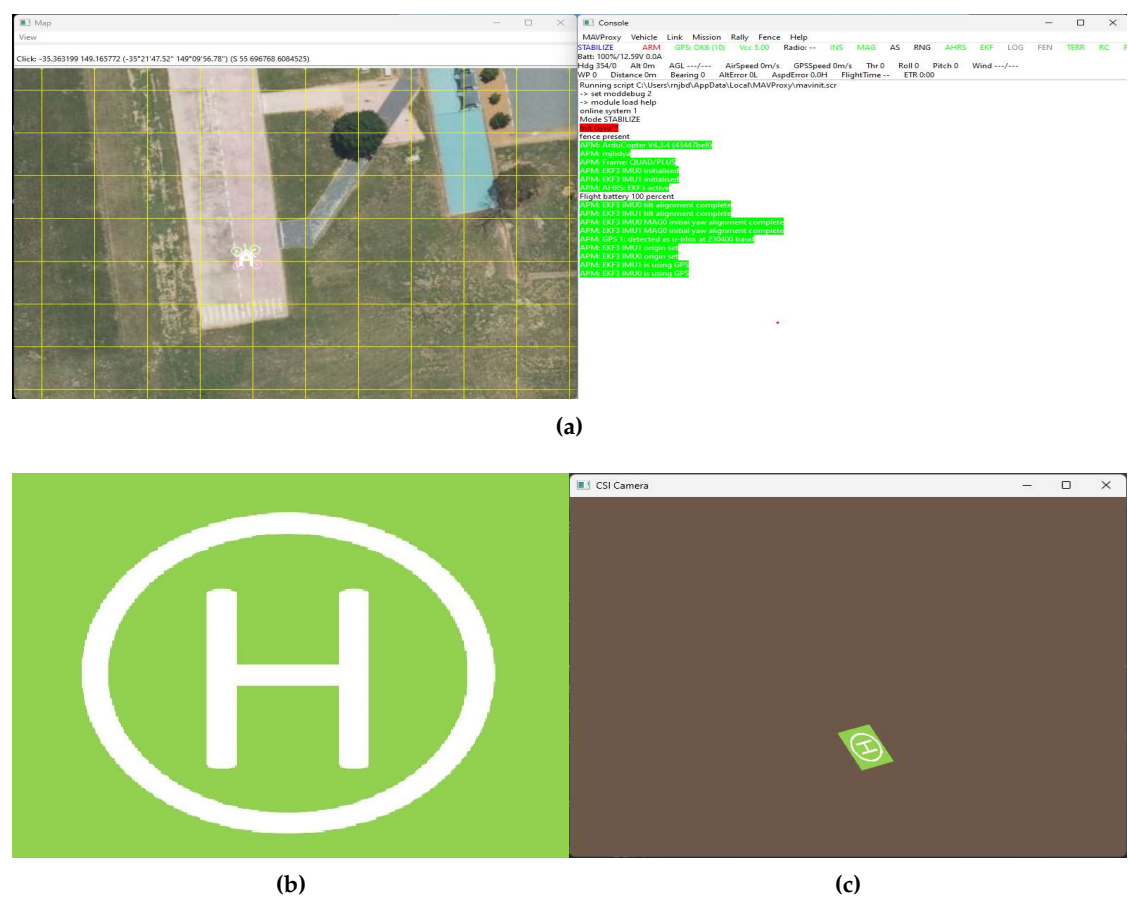 Map
View
Click: -35.363199 149.165772 (-35°21'47.52" 149°09'56.78") (S 55 696768 6084525)
Console
MAVProxy Vehicle Link Mission Rally Fence Help
STABILIZE ARM GPS: OK6 (10) Vcc 5.00 Radio: -- INS MAG AS RNG AHRS EKF LOG FEN TERR RC
Batt: 100%/12.59V 0.0A
Hdg 354/0 Alt 0m AGL ---/--- AirSpeed 0m/s GPSSpeed 0m/s Thr 0 Roll 0 Pitch 0 Wind ---/---
WP 0 Distance 0m Bearing 0 AltError 0L AspdError 0.0H FlightTime -- ETR 0:00
Running script C:\Users\mjbd\AppData\Local\MAVProxy\mavinit.scr
-> set moddebug 2
-> module load help
online system 1
Mode STABILIZE
fence present
APM: ArduCopter V4.3.4 (43447be8)
APM: mjbdya
APM: Frame: QUAD/PLUS
APM: EKF3 IMU0 initialised
APM: EKF3 IMU1 initialised
APM: AHRS: EKF3 active
Flight battery 100 percent
APM: EKF3 IMU0 tilt alignment complete
APM: EKF3 IMU1 tilt alignment complete
APM: EKF3 IMU0 MAG0 initial yaw alignment complete
APM: EKF3 IMU1 MAG0 initial yaw alignment complete
APM: GPS 1: detected as u-blox at 230400 baud
APM: EKF3 IMU1 origin set
APM: EKF3 IMU0 origin set
APM: EKF3 IMU1 is using GPS
APM: EKF3 IMU0 is using GPS
(a)
H
CSI Camera
H
(b)
(c)